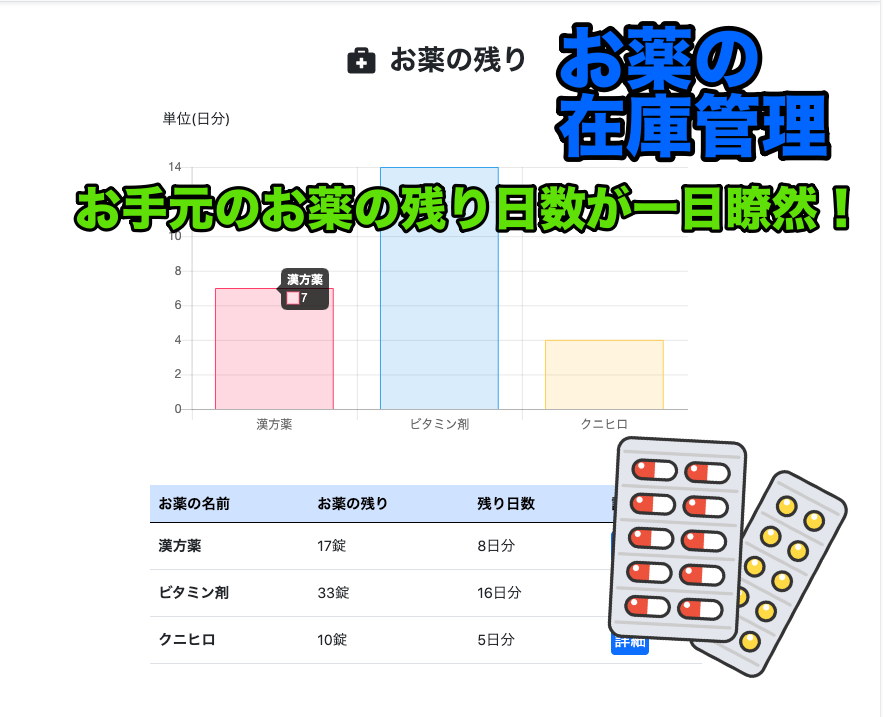 お薬の残り
お薬の
在庫管理
単位(日分)
14
お手元のお薬の残り日数が一目瞭然！
10
8
6
4
2
0
漢方薬
7
漢方薬 ビタミン剤 クニヒロ
お薬の名前 お薬の残り 残り日数
漢方薬 17錠 8日分
ビタミン剤 33錠 16日分
クニヒロ 10錠 5日分
詳細